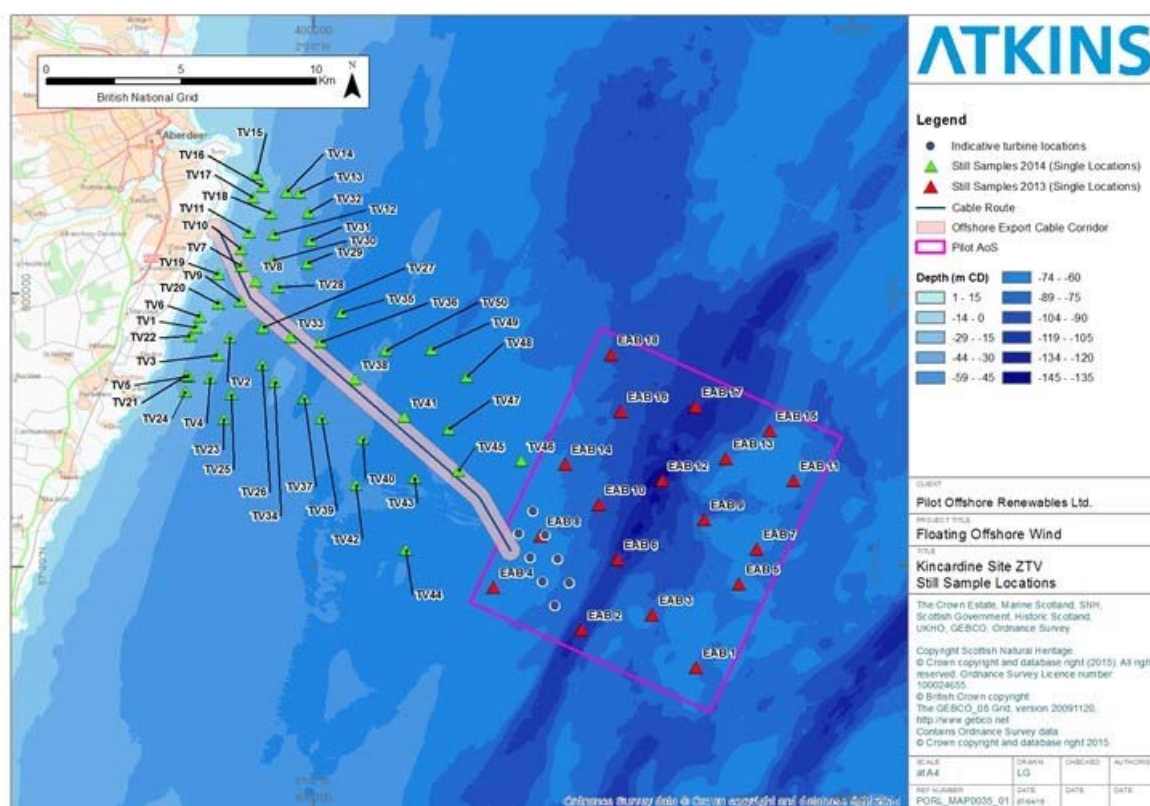 400000
0
5
10
Km
N
British National Grid
Aberdeen
TV15
TV16
TV14
TV17
TV13
TV18
TV32
TV11
TV12
TV10
TV31
TV7
TV30
TV8
TV29
TV19
TV27
TV9
TV28
TV20
TV35
TV36
TV50
TV6
TV1
TV33
TV49
TV22
TV48
TV3
TV38
TV5
TV2
TV21
TV24
TV4
TV41
TV47
TV23
TV25
TV45
TV46
TV26
TV37
TV40
TV43
TV34
TV39
TV42
TV44
EAB 18
EAB 16
EAB 17
EAB 15
EAB 14
EAB 13
EAB 12
EAB 11
EAB 10
EAB 9
EAB 8
EAB 7
EAB 6
EAB 5
EAB 4
EAB 3
EAB 2
EAB 1
ATKINS
Legend
Indicative turbine locations
Still Samples 2014 (Single Locations)
Still Samples 2013 (Single Locations)
Cable Route
Offshore Export Cable Corridor
Pilot AoS
Depth (m CD)
1 - 15
-14 - 0
-29 - -15
-44 - -30
-59 - -45
-74 - -60
-89 - -75
-104 - -90
-119 - -105
-134 - -120
-145 - -135
CLIENT
Pilot Offshore Renewables Ltd.
PROJECT TITLE
Floating Offshore Wind
TITLE
Kincardine Site ZTV
Still Sample Locations
The Crown Estate, Marine Scotland, SNH,
Scottish Government, Historic Scotland,
UKHO, GEBCO, Ordnance Survey
Copyright Scottish Natural Heritage
© Crown copyright and database right (2015). All righ
reserved. Ordnance Survey Licence number
100024655.
© British Crown copyright
The GEBCO_08 Grid, version 20091120,
http://www.gebco.net
Contains Ordnance Survey data
© Crown copyright and database right 2015
SCALE
at A4
DRAWN
LG
CHECKED
AUTHORIS
REF NUMBER
PORL_MAP0035_01
DATE
DATE
DATE